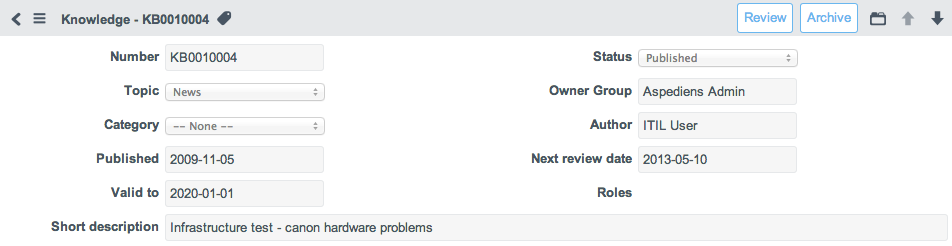 Knowledge - KB0010004 Review Archive
Number KB0010004 Status Published
Topic News Owner Group Aspediens Admin
Category -- None -- Author ITIL User
Published 2009-11-05 Next review date 2013-05-10
Valid to 2020-01-01 Roles
Short description Infrastructure test - canon hardware problems